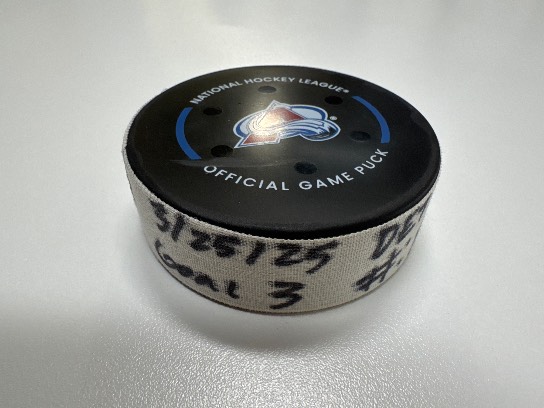 NATIONAL HOCKEY LEAGUE®
®
OFFICIAL GAME PUCK
3/25/25
Goal 3 #